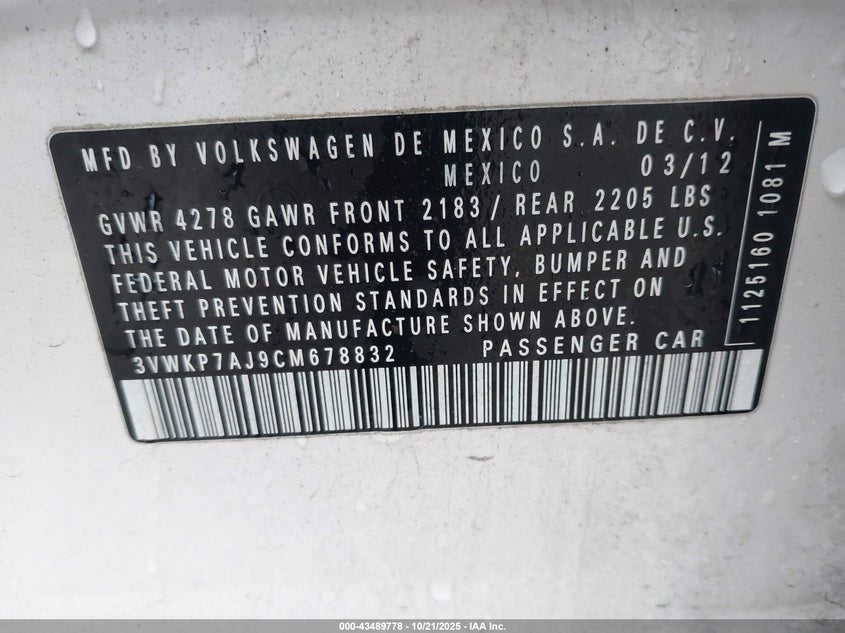 MFD BY VOLKSWAGEN DE MEXICO S.A. DE C.V.
MEXICO 03/12
GVWR 4278 GAWR FRONT 2183/ REAR 2205 LBS
THIS VEHICLE CONFORMS TO ALL APPLICABLE U.S.
FEDERAL MOTOR VEHICLE SAFETY, BUMPER AND
THEFT PREVENTION STANDARDS IN EFFECT ON
THE DATE OF MANUFACTURE SHOWN ABOVE.
3VWKP7AJ9CM678832 PASSENGER CAR
1125160 1081 M
000-43489778 - 10/21/2025 - IAA Inc.